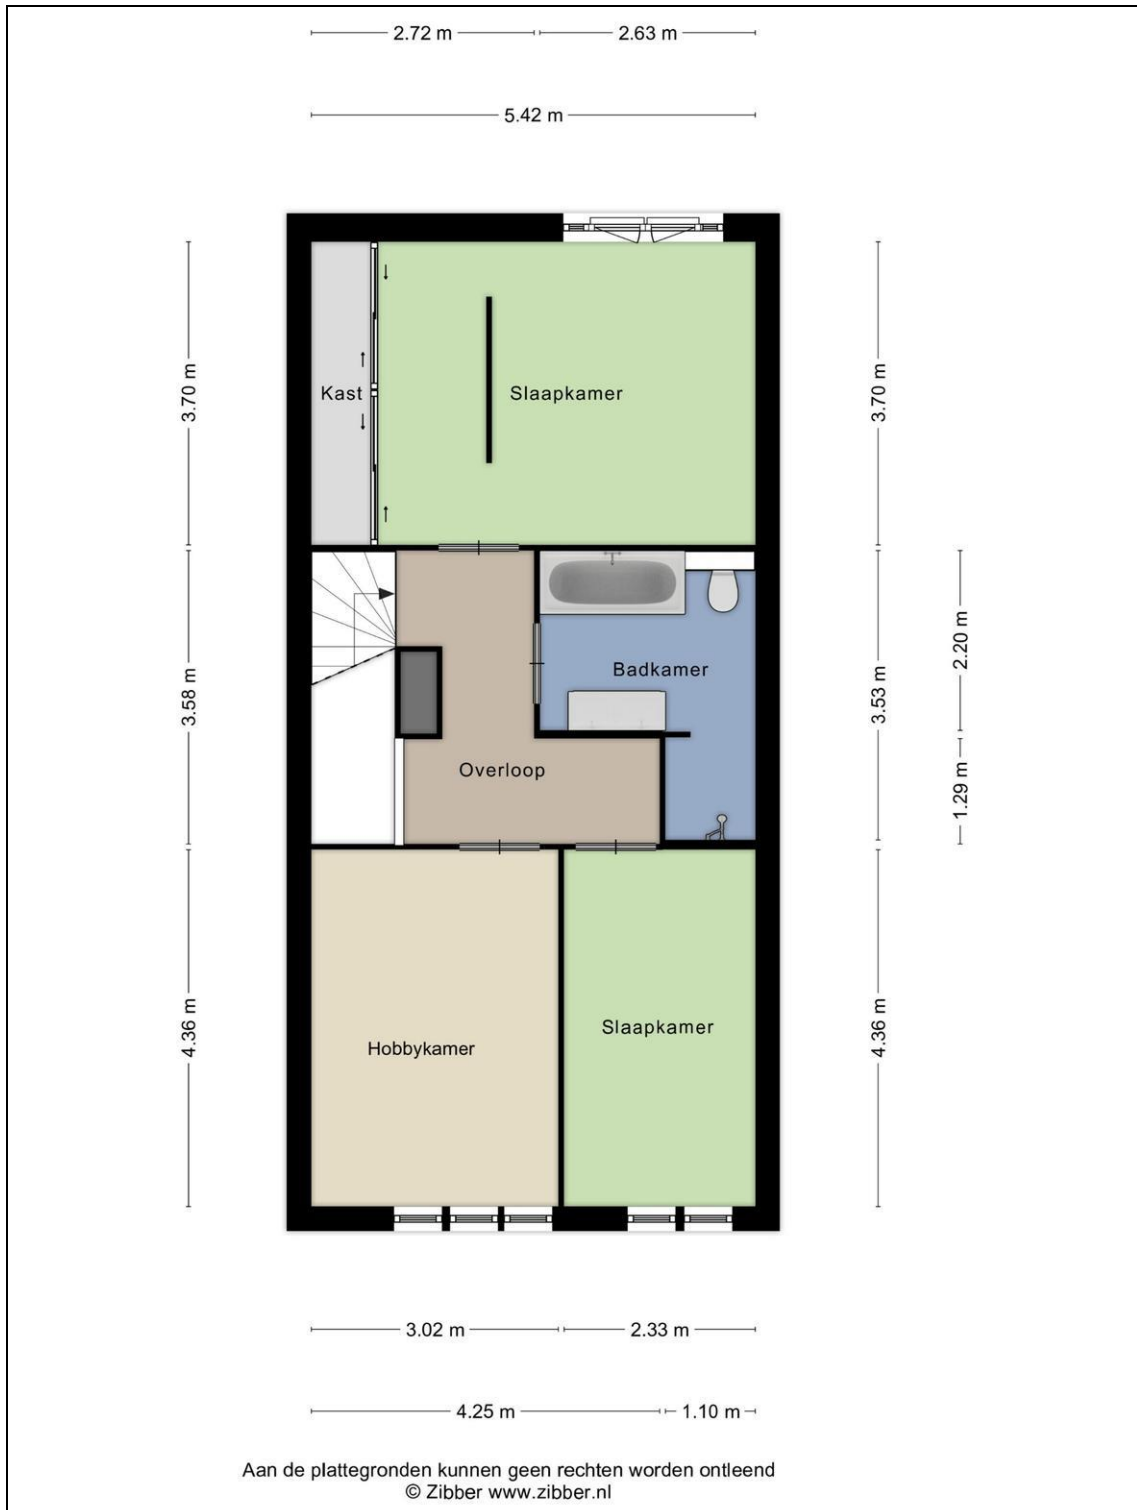 2.72 m 2.63 m
5.42 m
3.70 m
Kast
Slaapkamer
3.70 m
3.58 m
Badkamer
3.53 m
2.20 m
Overloop
1.29 m
4.36 m
Hobbykamer
Slaapkamer
4.36 m
3.02 m 2.33 m
4.25 m 1.10 m
Aan de plattegronden kunnen geen rechten worden ontleend
© Zibber www.zibber.nl